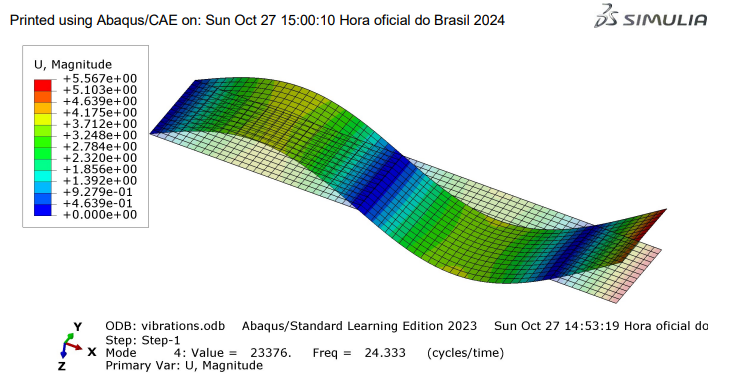 Printed using Abaqus/CAE on: Sun Oct 27 15:00:10 Hora oficial do Brasil 2024
SIMULIA
U, Magnitude
+5.567e+00
+5.103e+00
+4.639e+00
+4.175e+00
+3.712e+00
+3.248e+00
+2.784e+00
+2.320e+00
+1.856e+00
+1.392e+00
+9.279e-01
+4.639e-01
+0.000e+00
Y
X
Z
ODB: vibrations.odb Abaqus/Standard Learning Edition 2023 Sun Oct 27 14:53:19 Hora oficial do
Step: Step-1
Mode 4: Value = 23376. Freq = 24.333 (cycles/time)
Primary Var: U, Magnitude